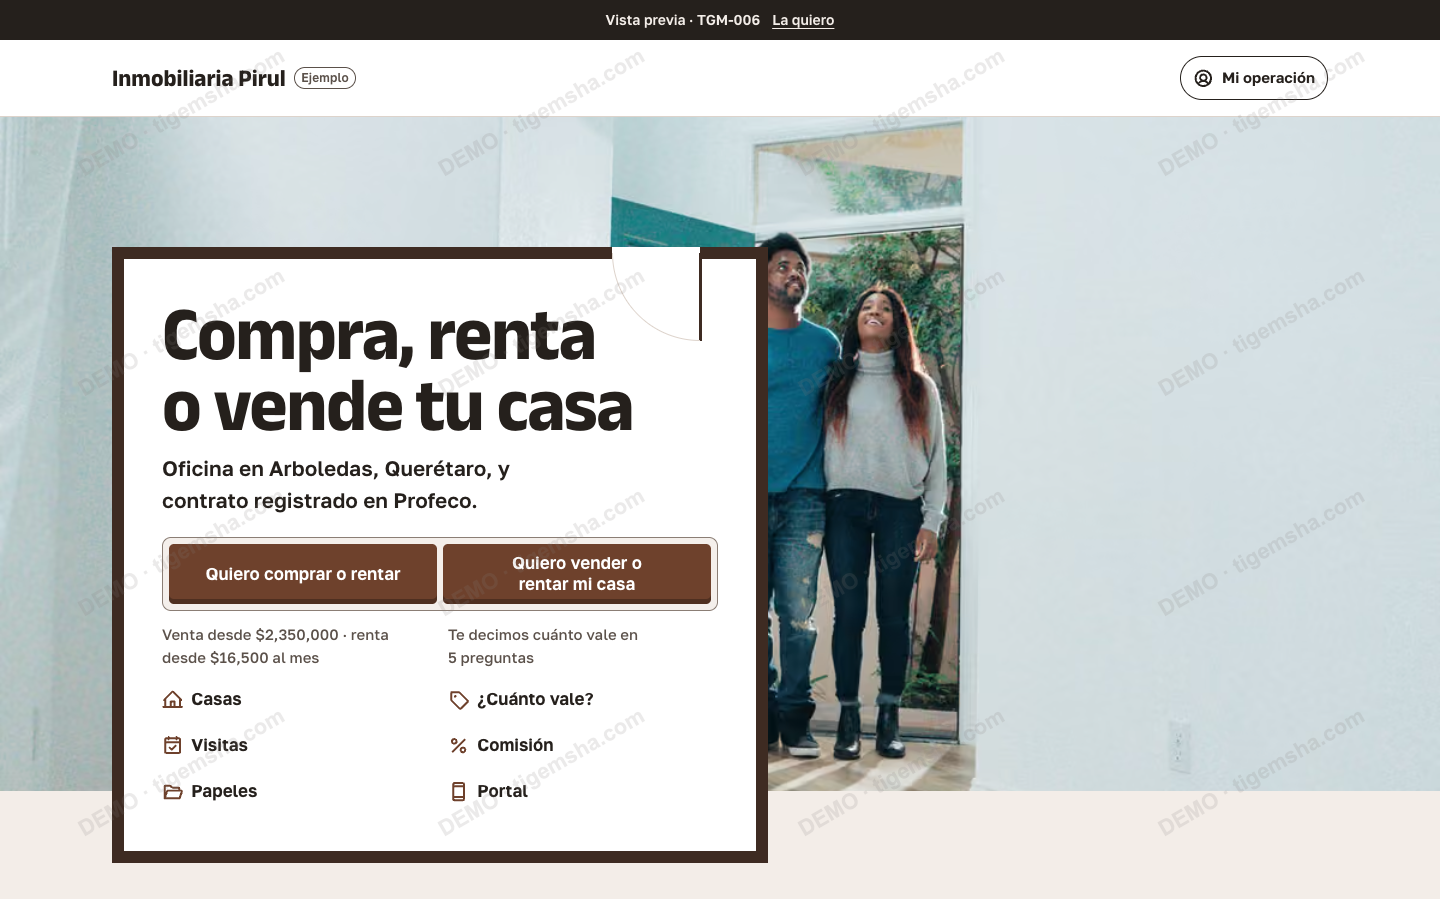 Vista previa · TGM-006 La quiero
Inmobiliaria Pirul Ejemplo
Mi operación
Compra, renta
o vende tu casa
Oficina en Arboledas, Querétaro, y
contrato registrado en Profeco.
Quiero comprar o rentar
Quiero vender o
rentar mi casa
Venta desde $2,350,000 · renta
desde $16,500 al mes
Te decimos cuánto vale en
5 preguntas
Casas
¿Cuánto vale?
Visitas
Comisión
Papeles
Portal
DEMO · tigemsha.com